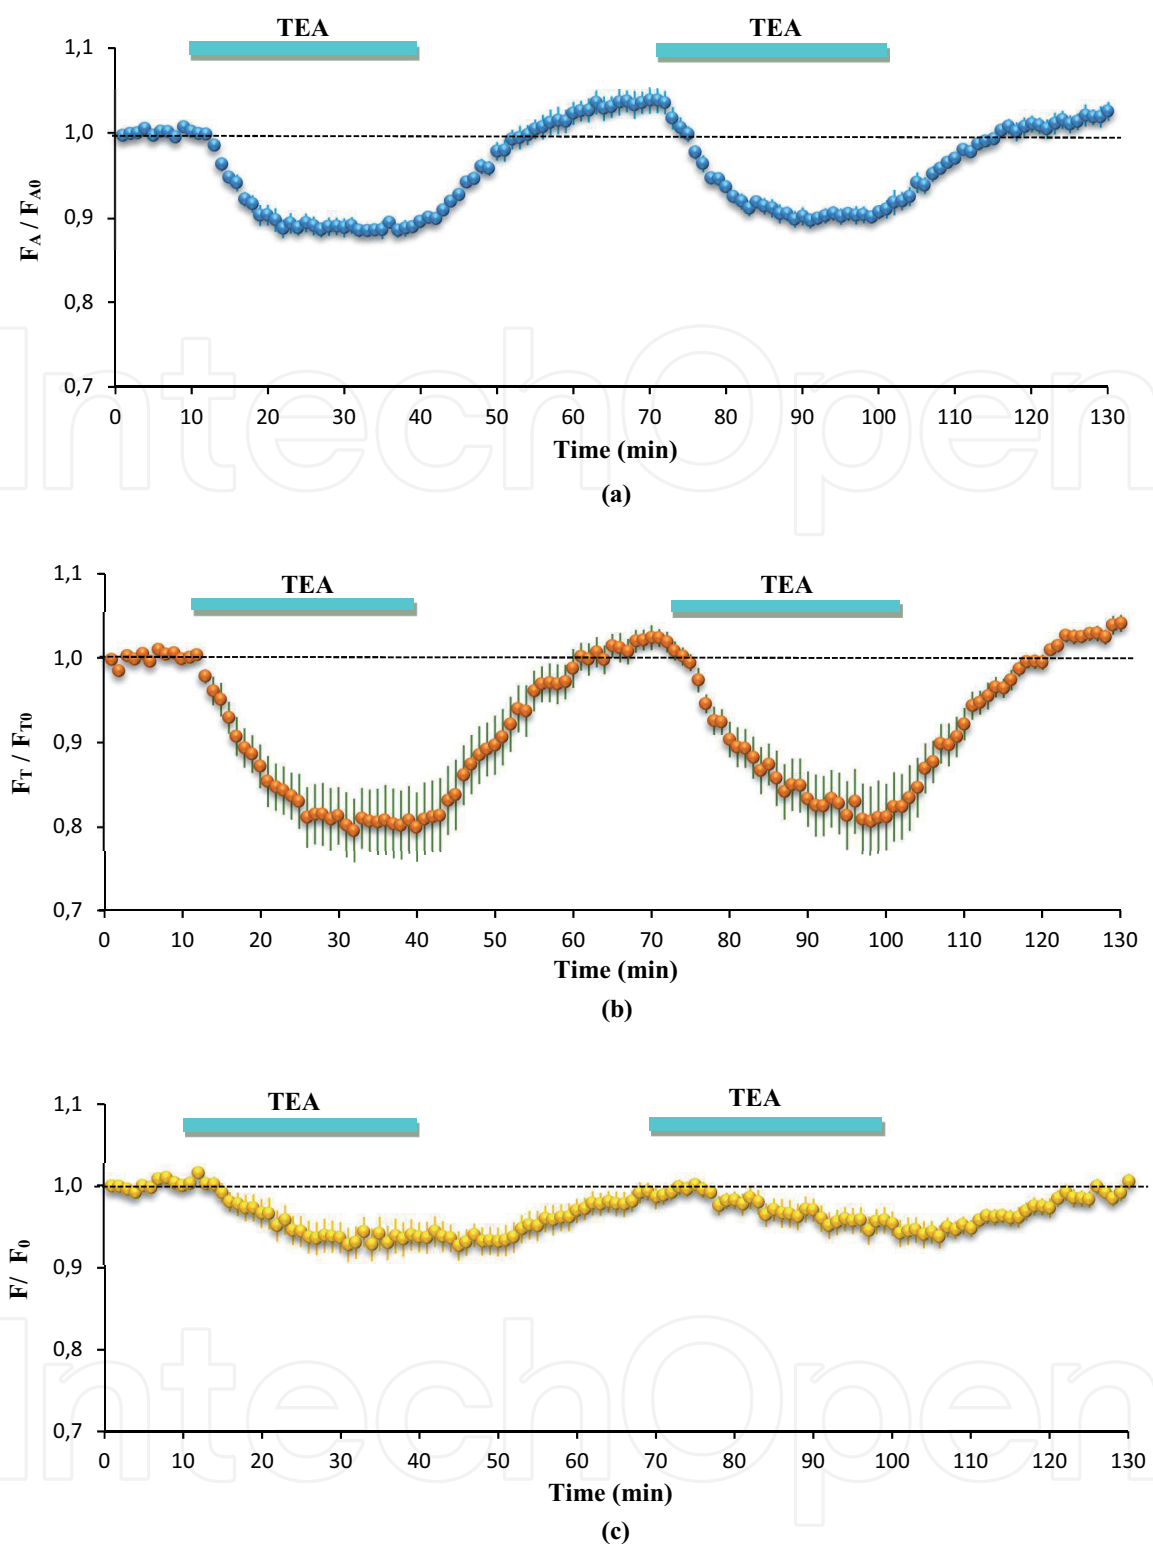 TEA TEA
1,1
1,0
0,9
0,8
0,7
F_A / F_A0
0 10 20 30 40 50 60 70 80 90 100 110 120 130
Time (min)
(a)
IntechOpen
TEA TEA
1,1
1,0
0,9
0,8
0,7
F_T / F_T0
0 10 20 30 40 50 60 70 80 90 100 110 120 130
Time (min)
(b)
TEA TEA
1,1
1,0
0,9
0,8
0,7
F/ F_0
0 10 20 30 40 50 60 70 80 90 100 110 120 130
Time (min)
(c)
IntechOpen